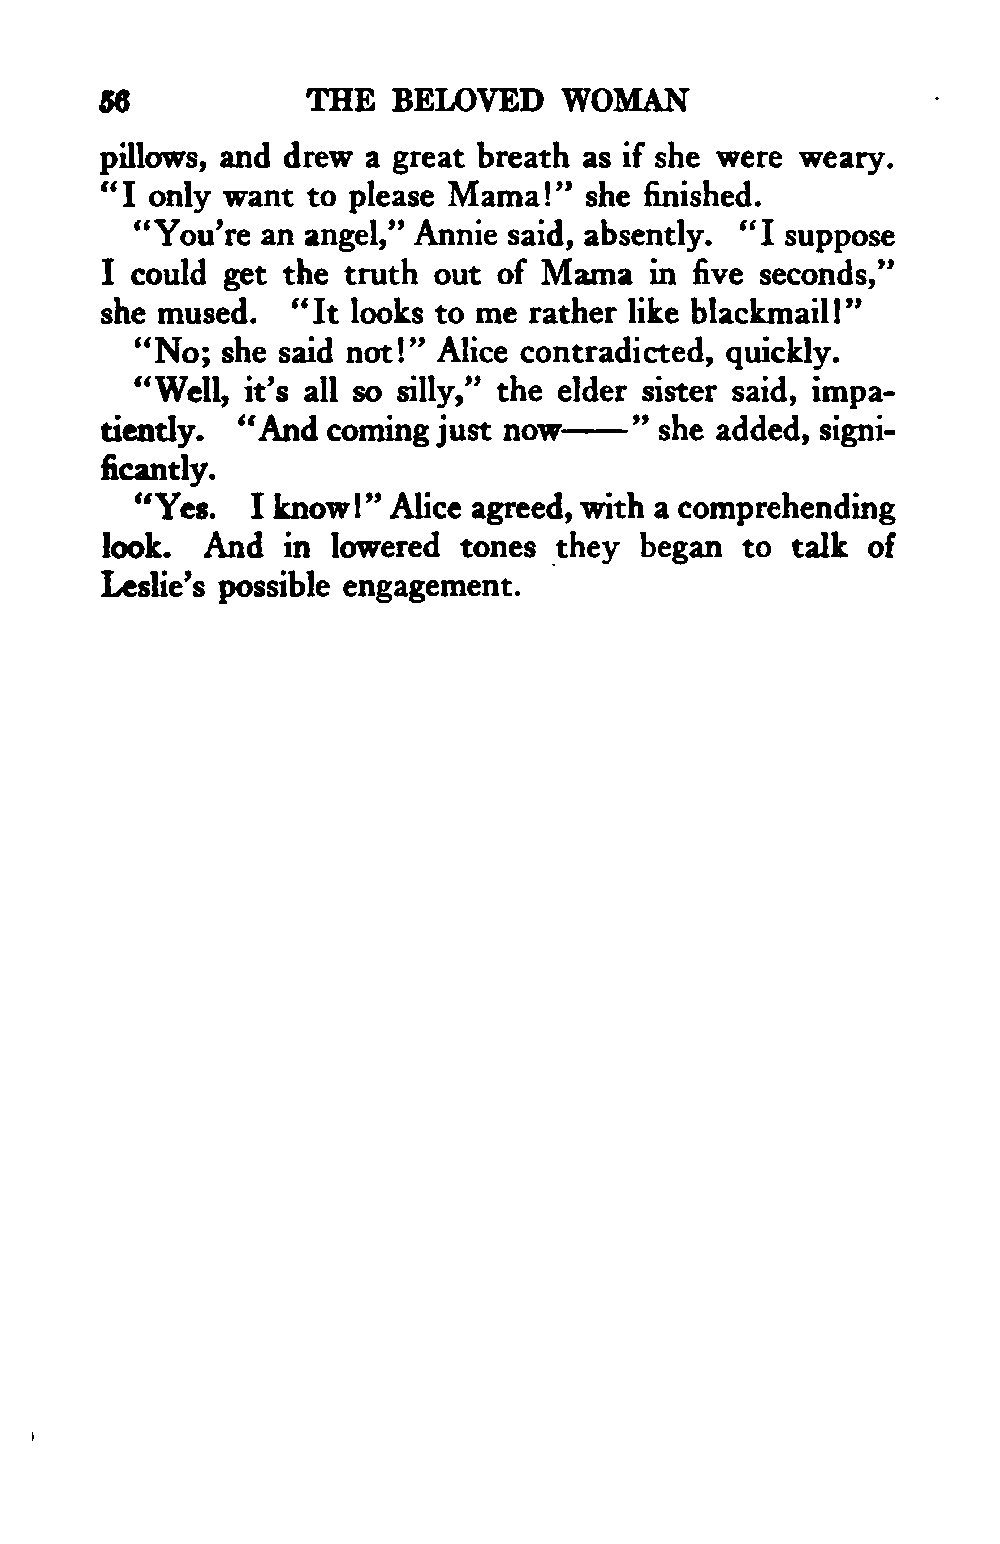 56 THE BELOVED WOMAN
pillows, and drew a great breath as if she were weary.
"I only want to please Mama!" she finished.
"You're an angel," Annie said, absently. "I suppose
I could get the truth out of Mama in five seconds,"
she mused. "It looks to me rather like blackmail!"
"No; she said not!" Alice contradicted, quickly.
"Well, it's all so silly," the elder sister said, impa-
tiently. "And coming just now——" she added, signi-
ficantly.
"Yes. I know!" Alice agreed, with a comprehending
look. And in lowered tones they began to talk of
Leslie's possible engagement.